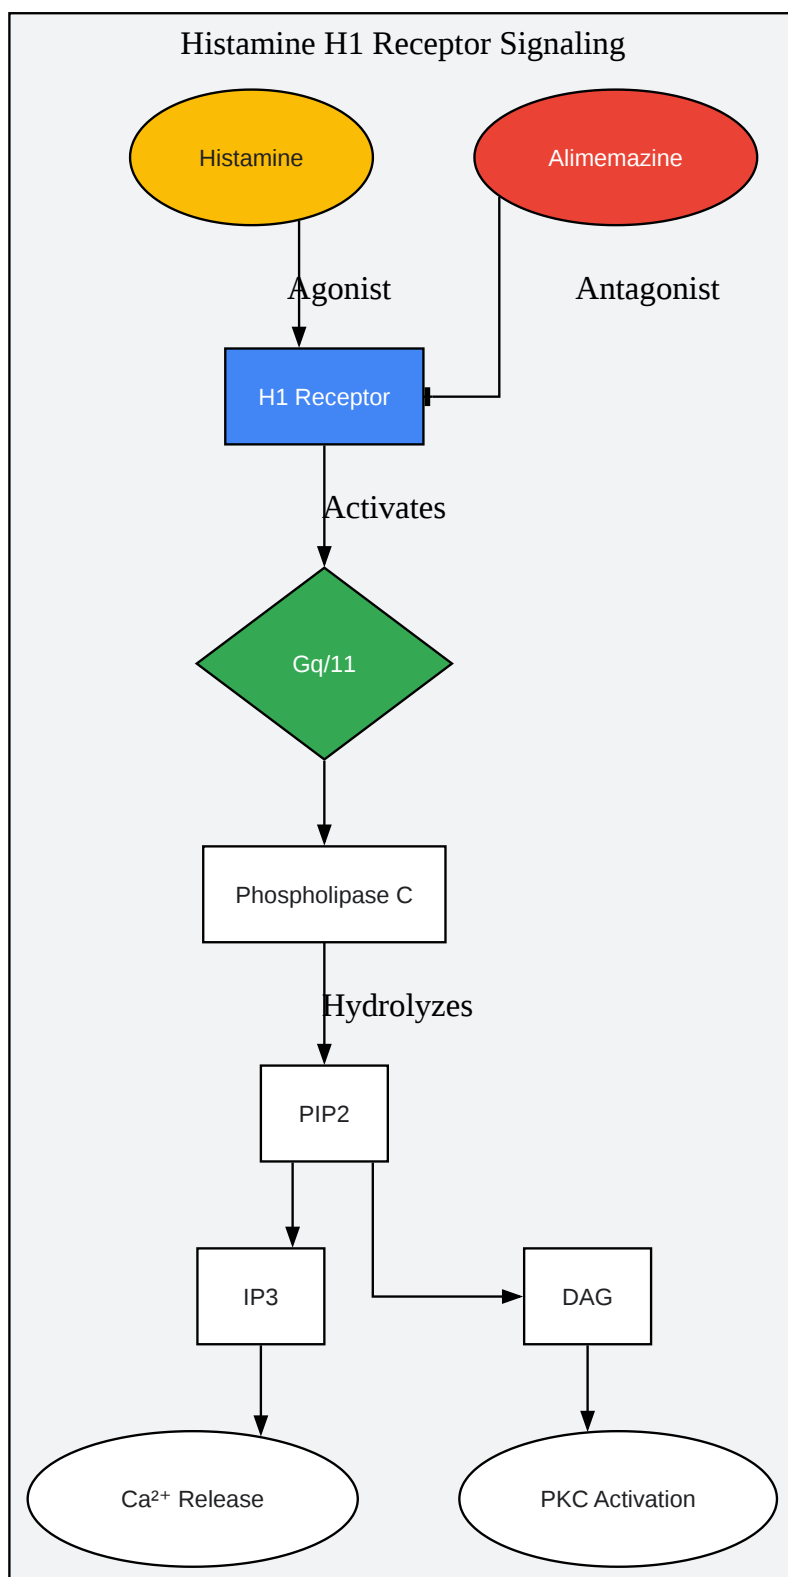 Histamine H1 Receptor Signaling
Histamine
Alimemazine
Agonist
Antagonist
H1 Receptor
Activates
Gq/11
Phospholipase C
Hydrolyzes
PIP2
IP3
DAG
Ca²⁺ Release
PKC Activation